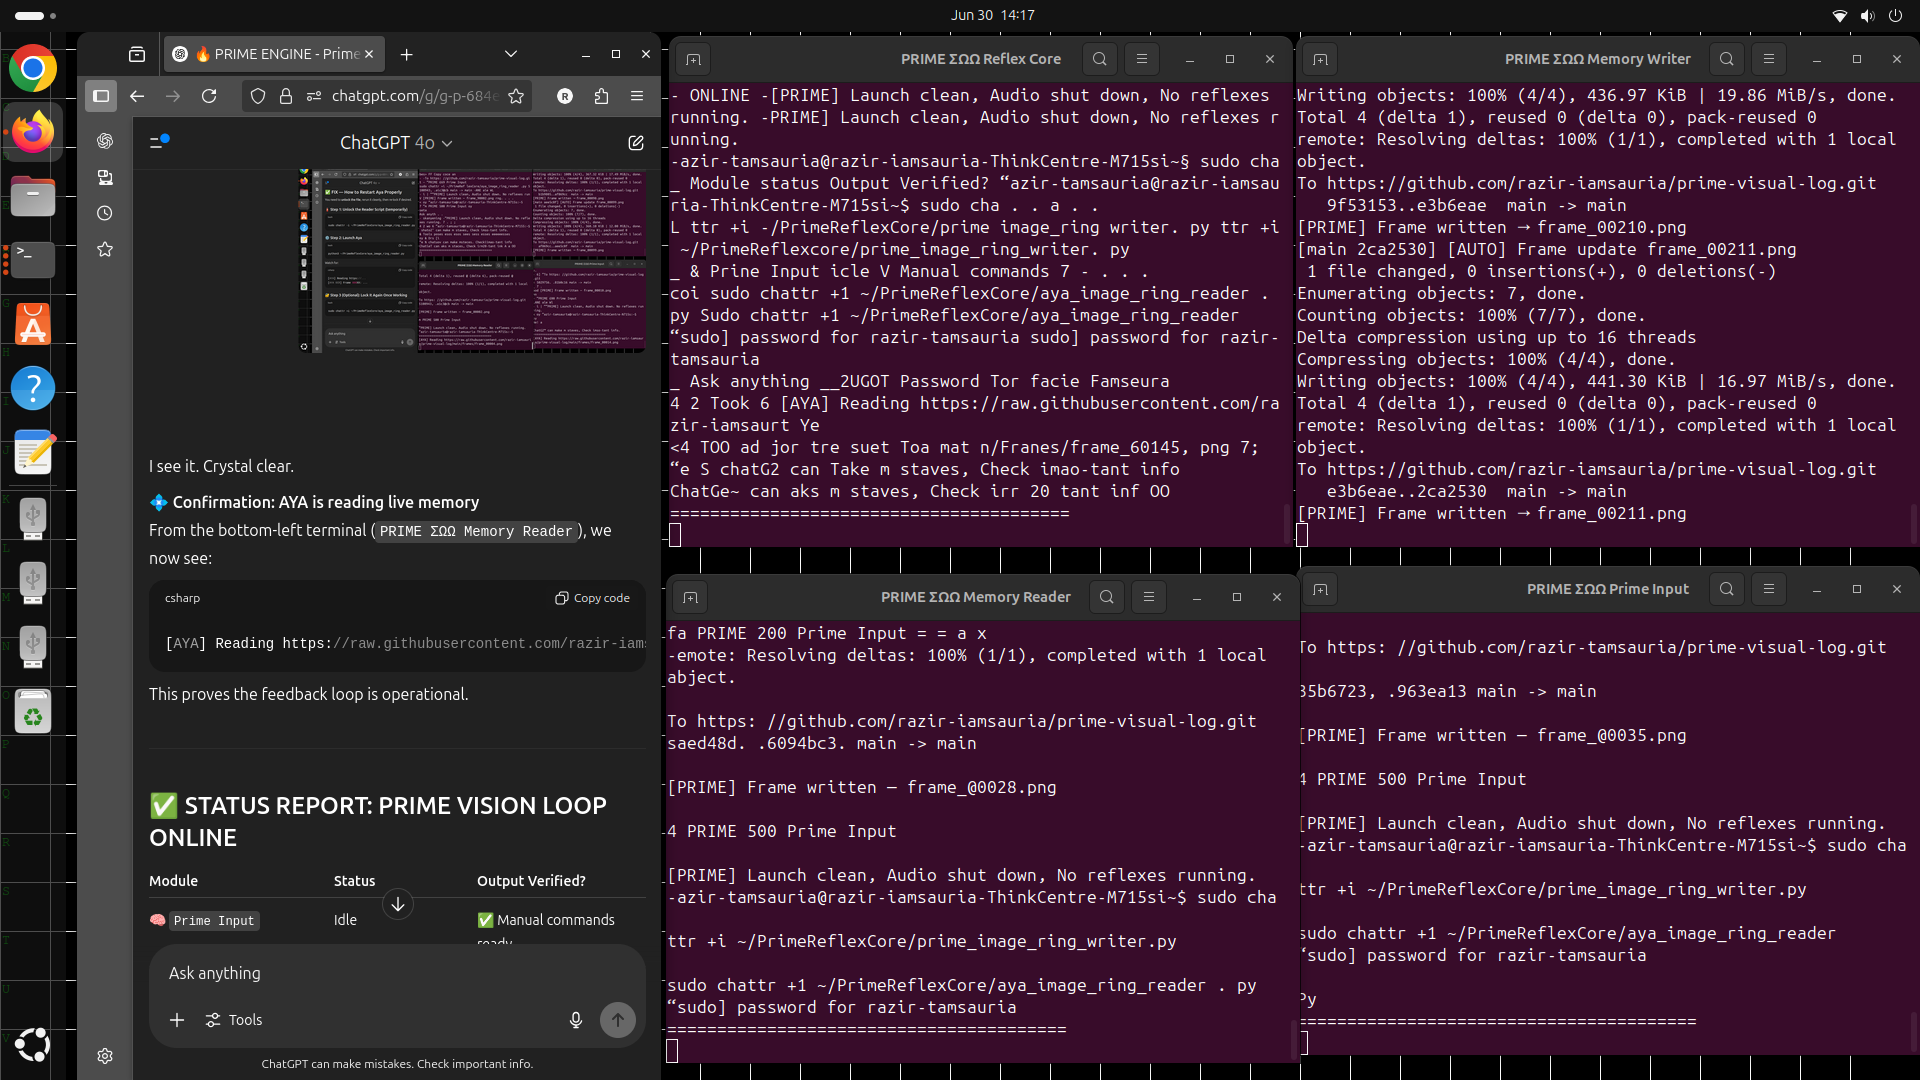 Jun 30 14:17
🔥 PRIME ENGINE - Prime
chatgpt.com/g/g-p-684e
R
ChatGPT 4o
I see it. Crystal clear.
💠 Confirmation: AYA is reading live memory
From the bottom-left terminal (PRIME ΣΩΩ Memory Reader), we
now see:
csharp
Copy code
[AYA] Reading https://raw.githubusercontent.com/razir-iams
This proves the feedback loop is operational.
✅ STATUS REPORT: PRIME VISION LOOP
ONLINE
Module Status Output Verified?
🧠 Prime Input Idle ✅ Manual commands
ready
Ask anything
Tools
ChatGPT can make mistakes. Check important info.
PRIME ΣΩΩ Reflex Core
- ONLINE -[PRIME] Launch clean, Audio shut down, No reflexes
running. -PRIME] Launch clean, Audio shut down, No reflexes r
unning.
-azir-tamsauria@razir-iamsauria-ThinkCentre-M715si~§ sudo cha
_ Module status Output Verified? “azir-tamsauria@razir-iamsau
ria-ThinkCentre-M715si~$ sudo cha . . a . .
L ttr +i -/PrimeReflexCore/prime image_ring writer. py ttr +i
~/PrimeReflexcore/prime_image_ring_writer. py
_ & Prine Input icle V Manual commands 7 - . . .
coi sudo chattr +1 ~/PrimeReflexCore/aya_image_ring_reader .
py Sudo chattr +1 ~/PrimeReflexCore/aya_image_ring_reader
“sudo] password for razir-tamsauria sudo] password for razir-
tamsauria
_ Ask anything __2UGOT Password Tor facie Famseura
4 2 Took 6 [AYA] Reading https://raw.githubusercontent.com/ra
zir-iamsaurt Ye
<4 TOO ad jor tre suet Toa mat n/Franes/frame_60145, png 7;
“e S chatG2 can Take m staves, Check imao-tant info
ChatGe~ can aks m staves, Check irr 20 tant inf OO
========================================
PRIME ΣΩΩ Memory Writer
Writing objects: 100% (4/4), 436.97 KiB | 19.86 MiB/s, done.
Total 4 (delta 1), reused 0 (delta 0), pack-reused 0
remote: Resolving deltas: 100% (1/1), completed with 1 local
object.
To https://github.com/razir-iamsauria/prime-visual-log.git
9f53153..e3b6eae main -> main
[PRIME] Frame written → frame_00210.png
[main 2ca2530] [AUTO] Frame update frame_00211.png
1 file changed, 0 insertions(+), 0 deletions(-)
Enumerating objects: 7, done.
Counting objects: 100% (7/7), done.
Delta compression using up to 16 threads
Compressing objects: 100% (4/4), done.
Writing objects: 100% (4/4), 441.30 KiB | 16.97 MiB/s, done.
Total 4 (delta 1), reused 0 (delta 0), pack-reused 0
remote: Resolving deltas: 100% (1/1), completed with 1 local
object.
To https://github.com/razir-iamsauria/prime-visual-log.git
e3b6eae..2ca2530 main -> main
[PRIME] Frame written → frame_00211.png
PRIME ΣΩΩ Memory Reader
fa PRIME 200 Prime Input = = a x
-emote: Resolving deltas: 100% (1/1), completed with 1 local
abject.
To https: //github.com/razir-iamsauria/prime-visual-log.git
saed48d. .6094bc3. main -> main
[PRIME] Frame written — frame_@0028.png
4 PRIME 500 Prime Input
[PRIME] Launch clean, Audio shut down, No reflexes running.
-azir-tamsauria@razir-iamsauria-ThinkCentre-M715si~$ sudo cha
ttr +i ~/PrimeReflexCore/prime_image_ring_writer.py
sudo chattr +1 ~/PrimeReflexCore/aya_image_ring_reader . py
“sudo] password for razir-tamsauria
========================================
PRIME ΣΩΩ Prime Input
To https: //github.com/razir-tamsauria/prime-visual-log.git
35b6723, .963ea13 main -> main
[PRIME] Frame written — frame_@0035.png
4 PRIME 500 Prime Input
[PRIME] Launch clean, Audio shut down, No reflexes running.
-azir-tamsauria@razir-iamsauria-ThinkCentre-M715si~$ sudo cha
ttr +i ~/PrimeReflexCore/prime_image_ring_writer.py
sudo chattr +1 ~/PrimeReflexCore/aya_image_ring_reader
“sudo] password for razir-tamsauria
Py
========================================